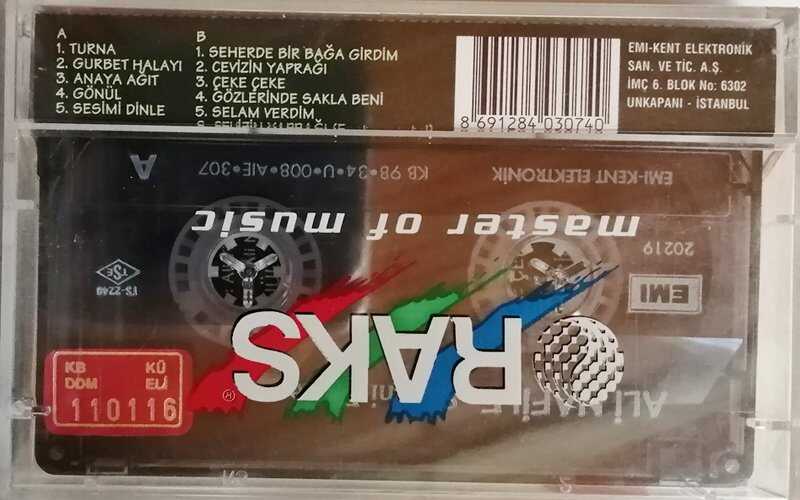 A
1. TURNA
2. GURBET HALAYI
3. ANAYA AĞIT
4. GÖNÜL
5. SESİMİ DİNLE
B
1. SEHERDE BİR BAĞA GİRDİM
2. CEVİZİN YAPRAĞI
3. ÇEKE ÇEKE
4. GÖZLERİNDE SAKLA BENİ
5. SELAM VERDİM
8 691284 030740
EMI-KENT ELEKTRONİK
SAN. VE TİC. A.Ş.
İMÇ 6. BLOK No: 6302
UNKAPANI - İSTANBUL
A
KB 98•34•U•008•AIE•307
EMI-KENT ELEKTRONİK
master of music
20219
TSE
TS-2240
EMI
RAKS
®
KB KÜ
DDM ELİ
110116
ALİ